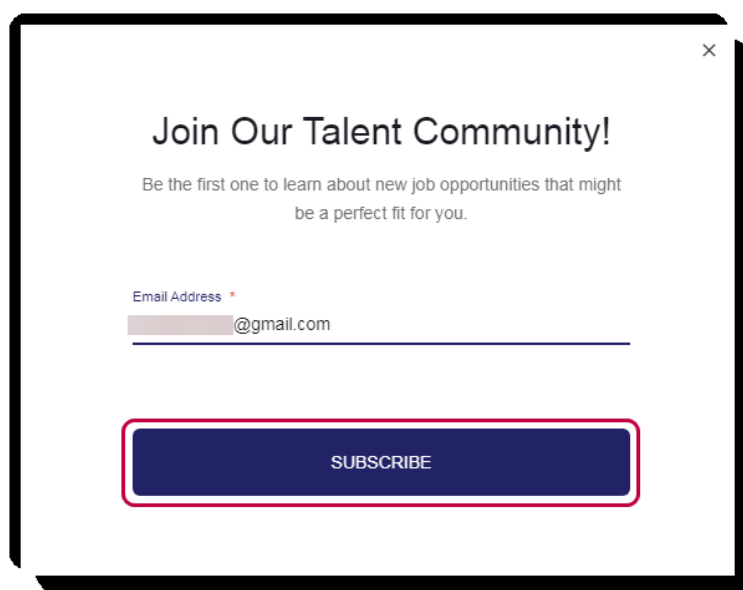 Join Our Talent Community!
Be the first one to learn about new job opportunities that might
be a perfect fit for you.
Email Address *
@gmail.com
SUBSCRIBE